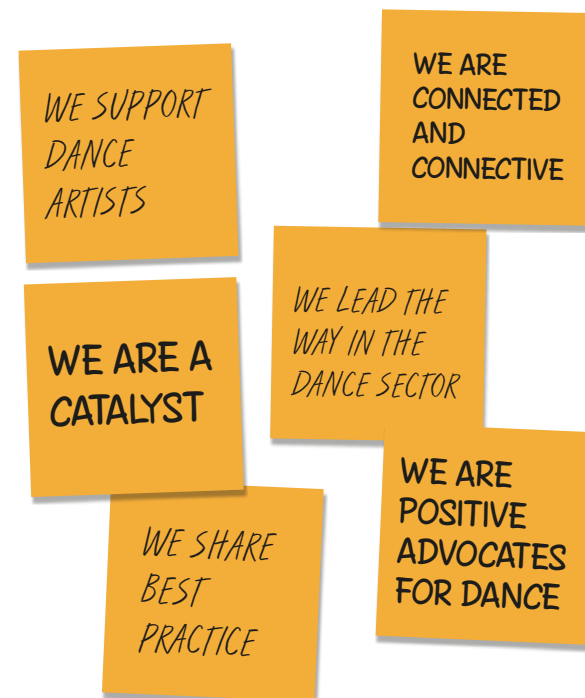 WE SUPPORT
DANCE
ARTISTS
WE ARE
CONNECTED
AND
CONNECTIVE
WE ARE A
CATALYST
WE LEAD THE
WAY IN THE
DANCE SECTOR
WE SHARE
BEST
PRACTICE
WE ARE
POSITIVE
ADVOCATES
FOR DANCE